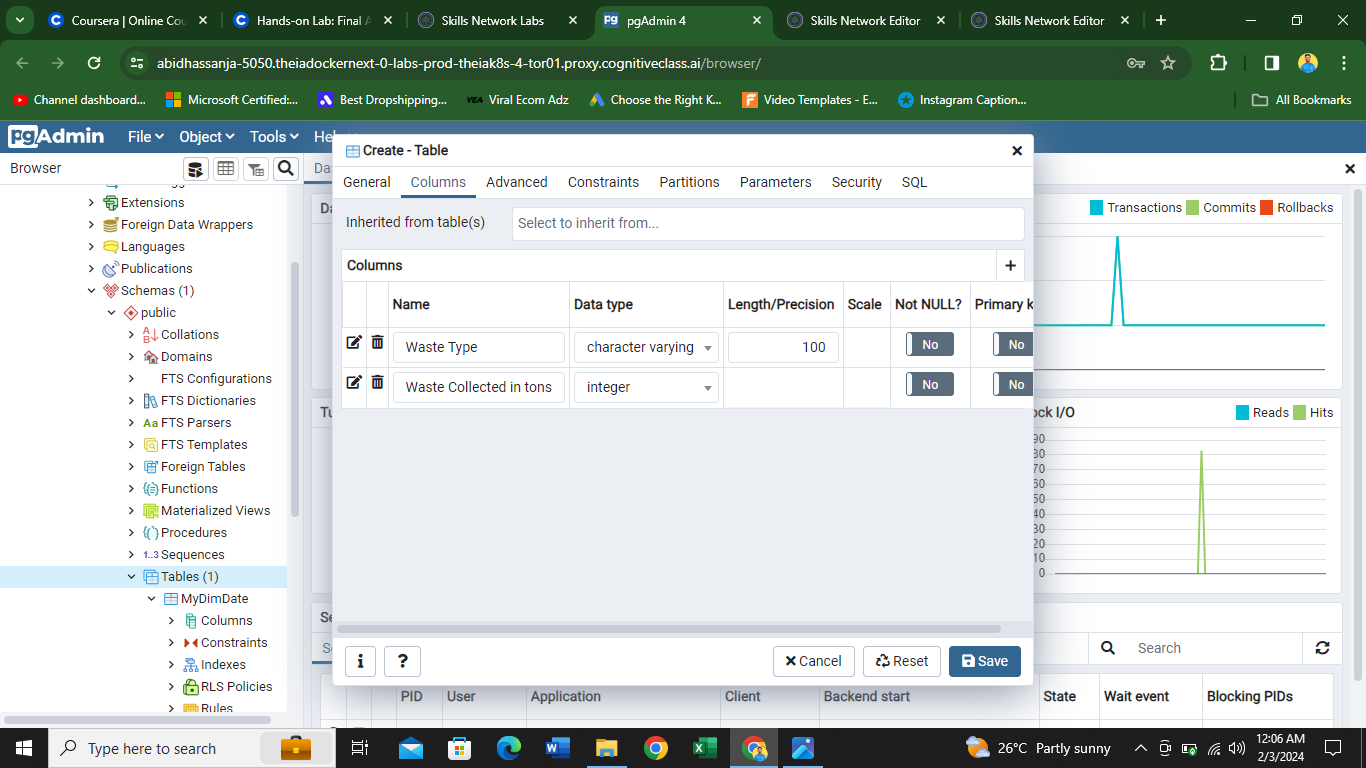 Coursera | Online Cou
Hands-on Lab: Final A
Skills Network Labs
pgAdmin 4
Skills Network Editor
Skills Network Editor
abidhassanja-5050.theiadockernext-0-labs-prod-theiak8s-4-tor01.proxy.cognitiveclass.ai/browser/
Channel dashboard...
Microsoft Certified:...
Best Dropshipping...
VEA Viral Ecom Adz
Choose the Right K...
Video Templates - E...
Instagram Caption...
All Bookmarks
pgAdmin
File
Object
Tools
Help
Browser
Extensions
Foreign Data Wrappers
Languages
Publications
Schemas (1)
public
Collations
Domains
FTS Configurations
FTS Dictionaries
Aa FTS Parsers
FTS Templates
Foreign Tables
Functions
Materialized Views
Procedures
1..3 Sequences
Tables (1)
MyDimDate
Columns
Constraints
Indexes
RLS Policies
Rules
Create - Table
General
Columns
Advanced
Constraints
Partitions
Parameters
Security
SQL
Inherited from table(s)
Select to inherit from...
Columns
Name
Data type
Length/Precision
Scale
Not NULL?
Primary k
Waste Type
character varying
100
No
No
Waste Collected in tons
integer
No
No
i
?
Cancel
Reset
Save
Transactions
Commits
Rollbacks
ock I/O
Reads
Hits
90
80
70
60
50
40
30
20
10
0
Search
PID
User
Application
Client
Backend start
State
Wait event
Blocking PIDs
Type here to search
26°C Partly sunny
12:06 AM
2/3/2024